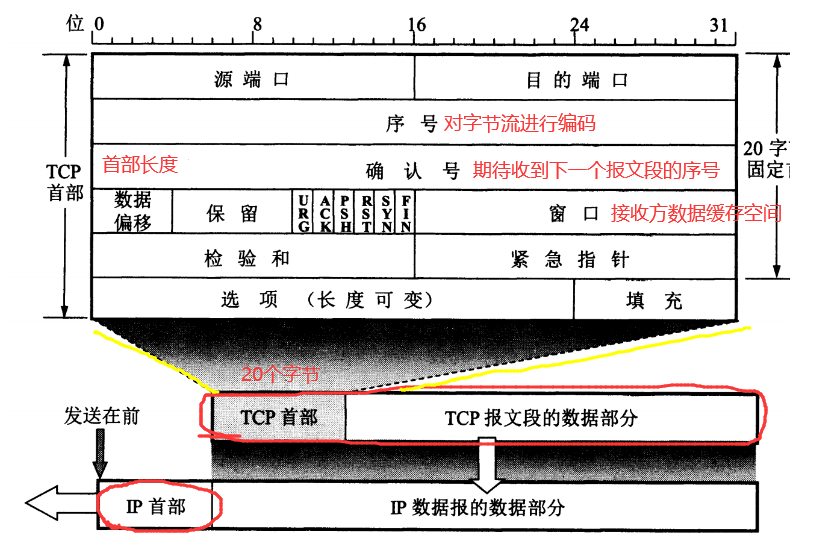 位 0 8 16 24 31
源 端 口 目 的 端 口
序 号 对字节流进行编码
首部长度
确 认 号 期待收到下一个报文段的序号
TCP
首部
20 字
固定
数据
偏移
保 留
URG
ACK
PSH
RST
SYN
FIN
窗 口 接收方数据缓存空间
检 验 和 紧 急 指 针
选 项 (长 度 可 变) 填 充
20个字节
TCP 首部 TCP 报文段的数据部分
发送在前
IP 首部 IP 数据报的数据部分